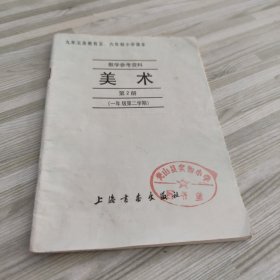 九年义务教育五、六年制小学课本
教学参考资料
美术
第2册
(一年级第二学期)
上海书画出版社